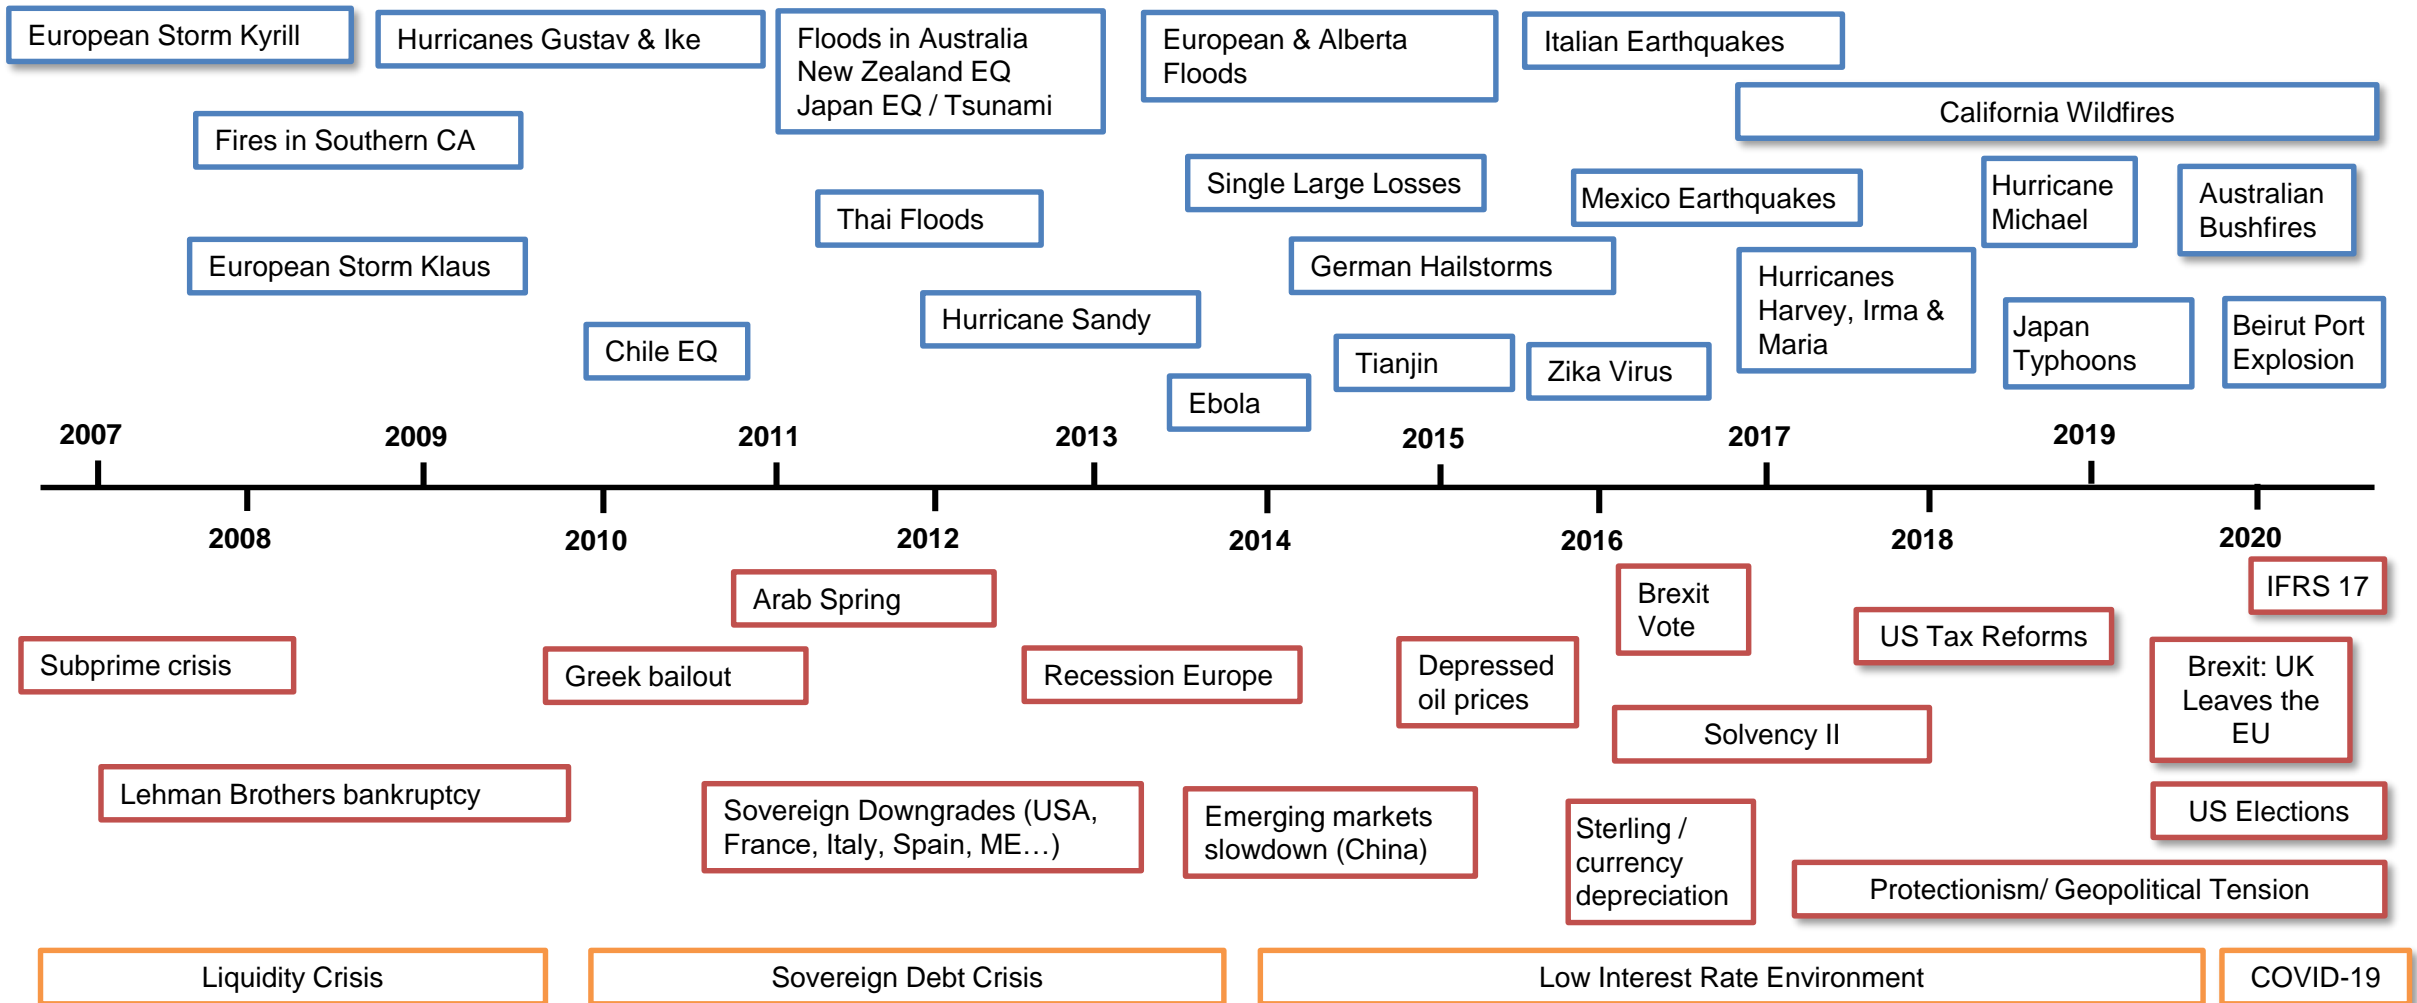 European Storm Kyrill
Hurricanes Gustav & Ike
Floods in Australia
New Zealand EQ
Japan EQ / Tsunami
European & Alberta
Floods
Italian Earthquakes
California Wildfires
Fires in Southern CA
Single Large Losses
Mexico Earthquakes
Hurricane
Michael
Australian
Bushfires
Thai Floods
European Storm Klaus
German Hailstorms
Hurricanes
Harvey, Irma &
Maria
Hurricane Sandy
Japan
Typhoons
Beirut Port
Explosion
Chile EQ
Tianjin
Zika Virus
Ebola
2007
2009
2011
2013
2015
2017
2019
2008
2010
2012
2014
2016
2018
2020
Arab Spring
Brexit
Vote
IFRS 17
US Tax Reforms
Subprime crisis
Greek bailout
Recession Europe
Depressed
oil prices
Brexit: UK
Leaves the
EU
Solvency II
Lehman Brothers bankruptcy
Sovereign Downgrades (USA,
France, Italy, Spain, ME…)
Emerging markets
slowdown (China)
Sterling /
currency
depreciation
US Elections
Protectionism/ Geopolitical Tension
Liquidity Crisis
Sovereign Debt Crisis
Low Interest Rate Environment
COVID-19